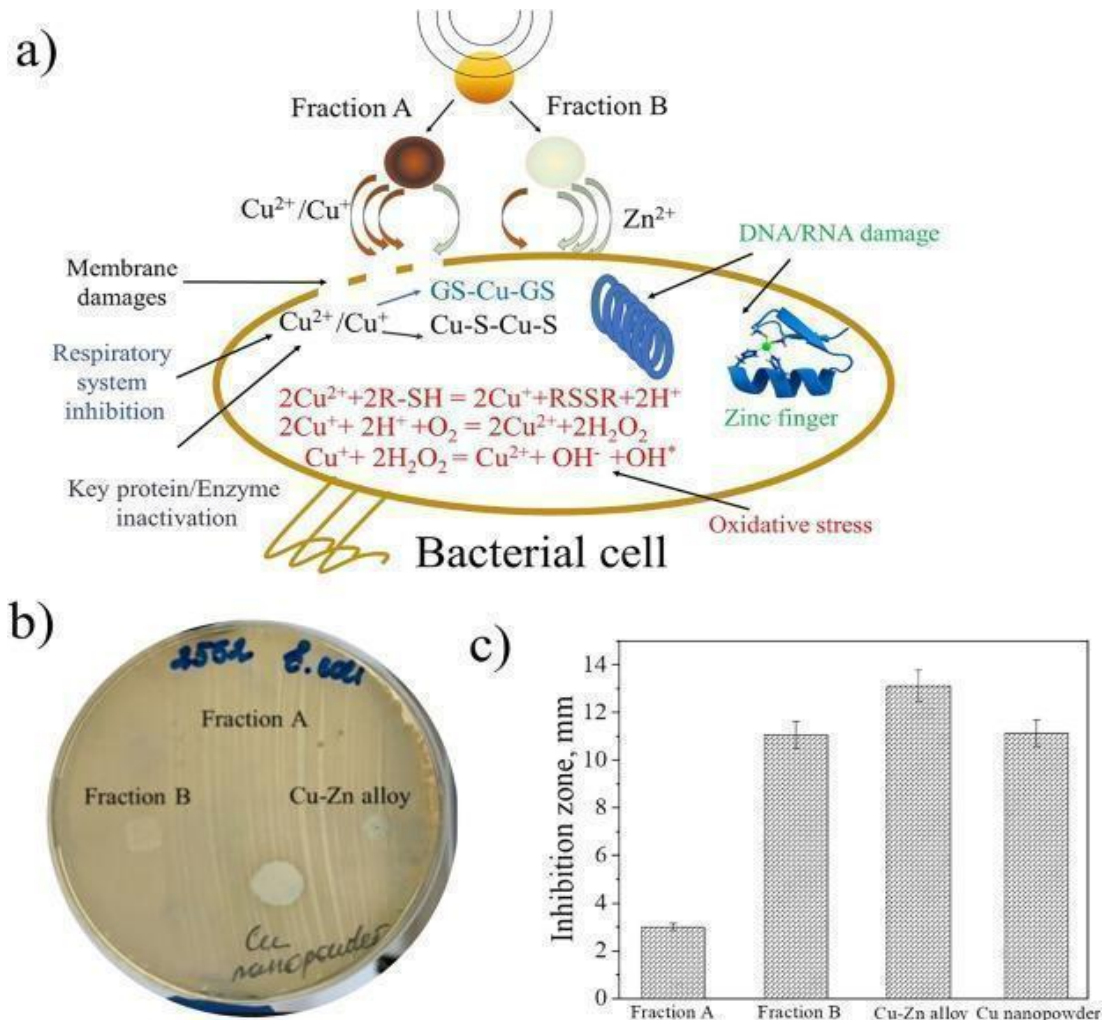 a)
Fraction A
Fraction B
Cu²⁺/Cu⁺
Zn²⁺
DNA/RNA damage
Membrane
damages
GS-Cu-GS
Cu²⁺/Cu⁺
Cu-S-Cu-S
Respiratory
system
inhibition
2Cu²⁺+2R-SH = 2Cu⁺+RSSR+2H⁺
2Cu⁺+ 2H⁺+O₂ = 2Cu²⁺+2H₂O₂
Cu⁺+ 2H₂O₂ = Cu²⁺+ OH⁻ +OH*
Zinc finger
Key protein/Enzyme
inactivation
Oxidative stress
Bacterial cell
b)
E. coli
Fraction A
Fraction B
Cu-Zn alloy
Cu
nanopowder
c)
Inhibition zone, mm
14
12
10
8
6
4
2
0
Fraction A
Fraction B
Cu-Zn alloy
Cu nanopowder